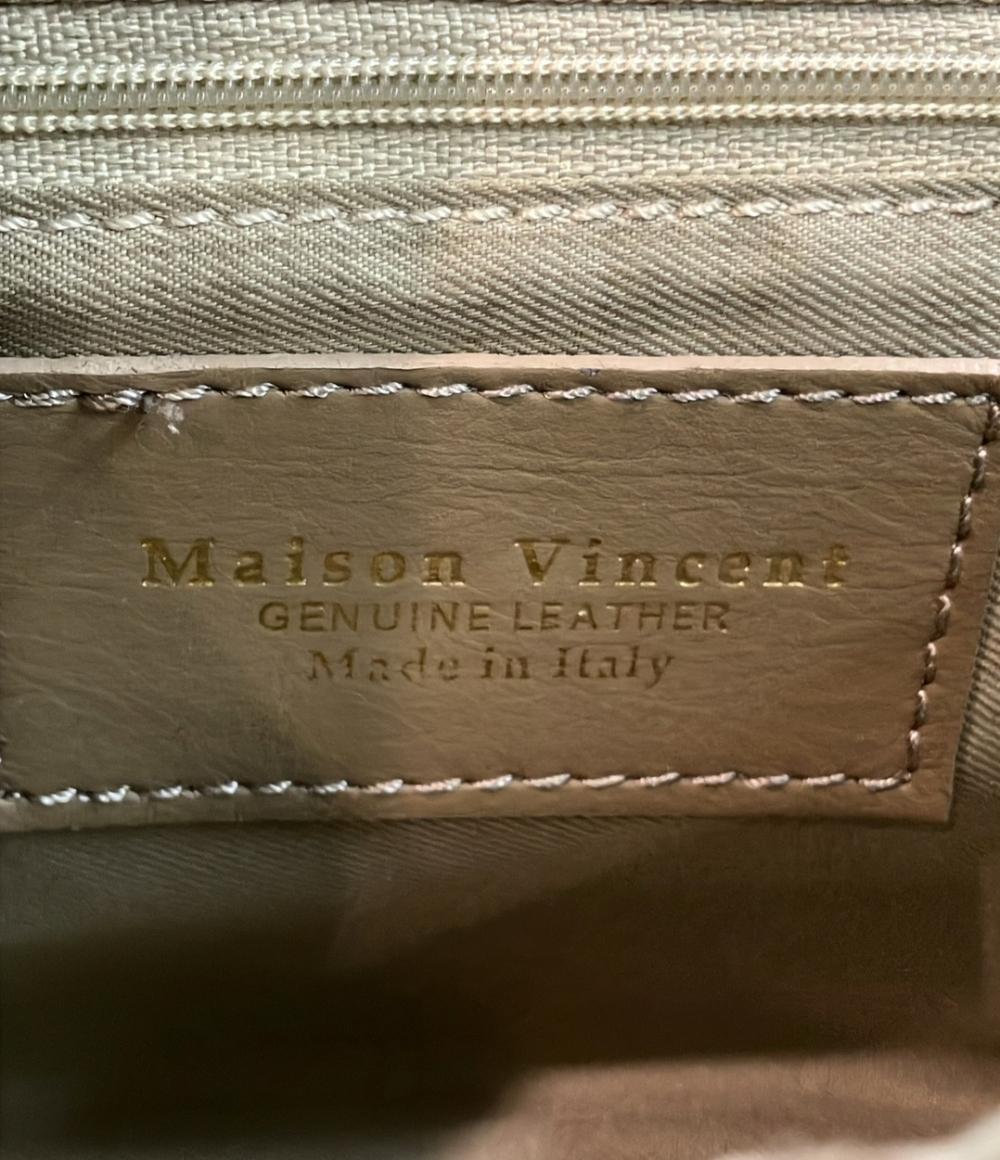 Maison Vincent
GENUINE LEATHER
Made in Italy